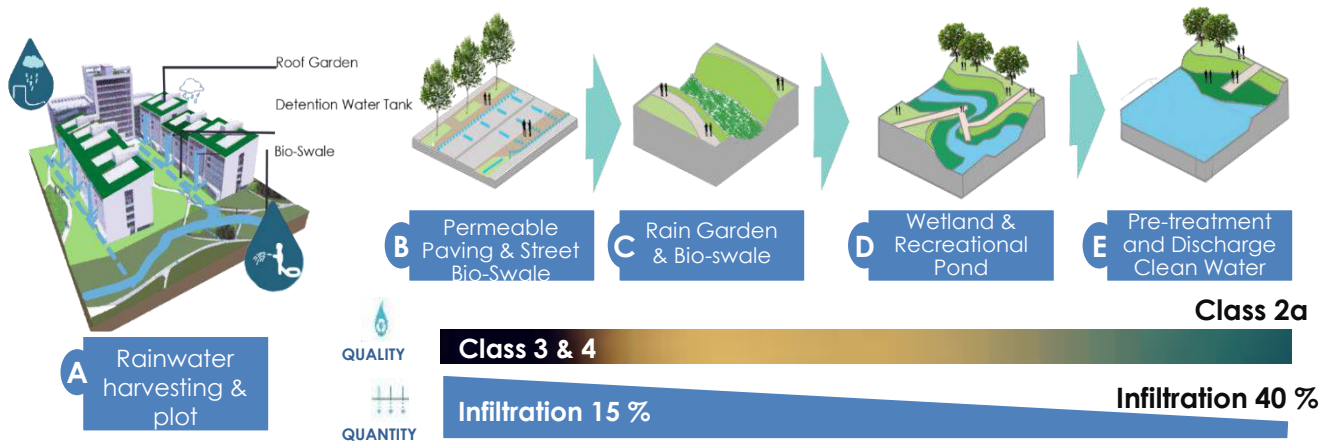 Roof Garden
Detention Water Tank
Bio-Swale
A
Rainwater
harvesting &
plot
B
Permeable
Paving & Street
Bio-Swale
C
Rain Garden
& Bio-swale
D
Wetland &
Recreational
Pond
E
Pre-treatment
and Discharge
Clean Water
QUALITY
Class 3 & 4
Class 2a
QUANTITY
Infiltration 15 %
Infiltration 40 %